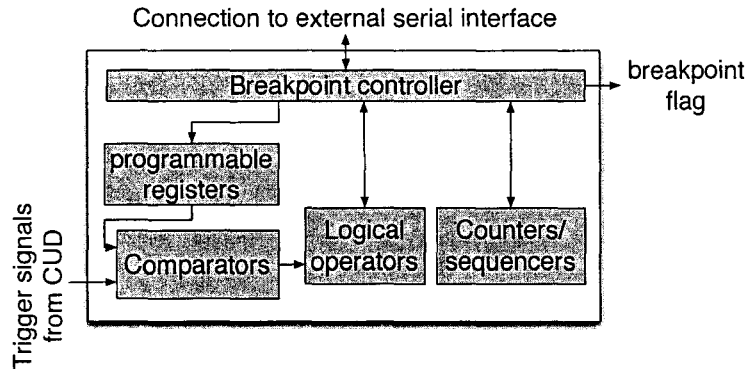 Connection to external serial interface
Breakpoint controller
breakpoint
flag
programmable
registers
Trigger signals
from CUD
Comparators
Logical
operators
Counters/
sequencers